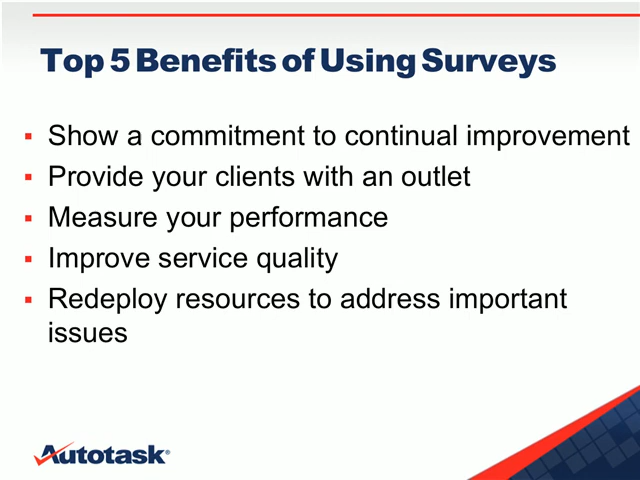 Top 5 Benefits of Using Surveys
▪ Show a commitment to continual improvement
▪ Provide your clients with an outlet
▪ Measure your performance
▪ Improve service quality
▪ Redeploy resources to address important
issues
Autotask®